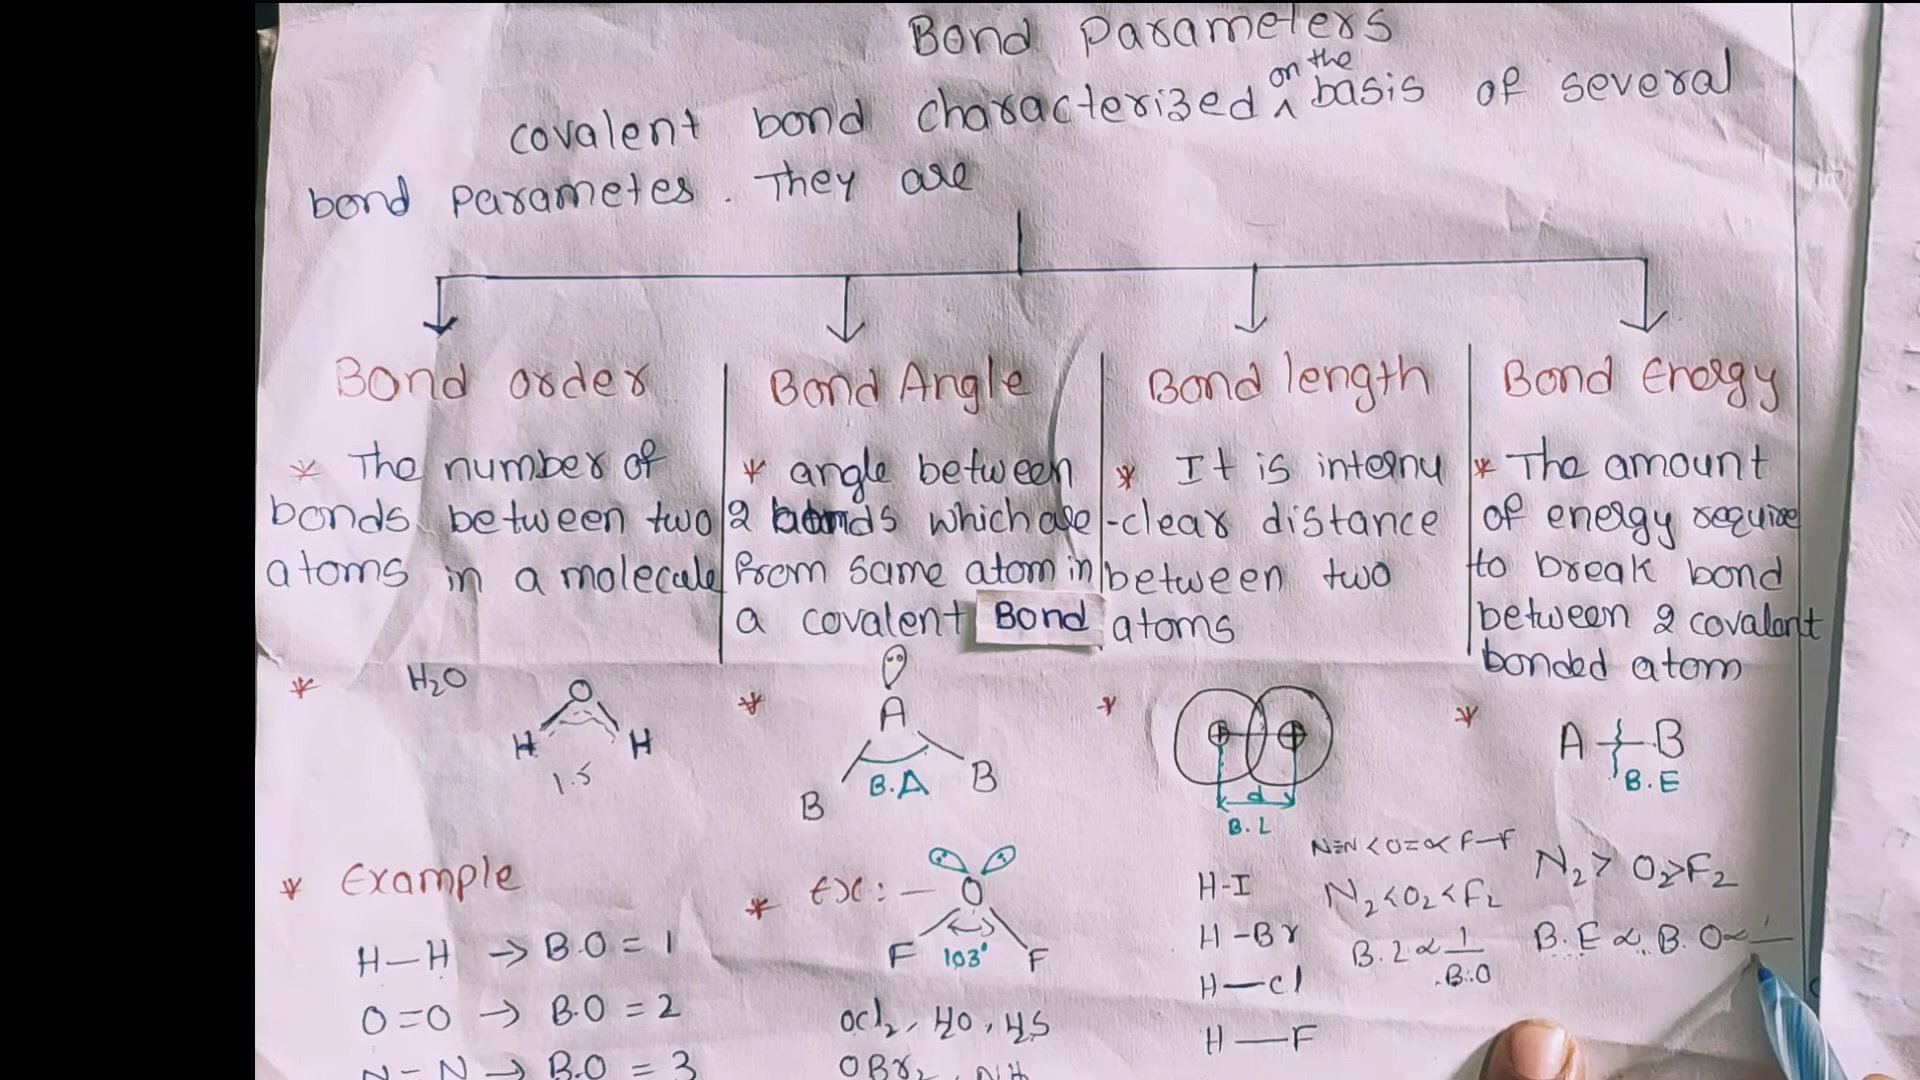 Bond Parameters
covalent bond characterized on the basis of several
bond parametes. They are
Bond order
* The number of
bonds between two
atoms in a molecule
* H₂O
O
H H
1.5
* Example
H—H → B.O = 1
O=O → B.O = 2
N≡N → B.O = 3
Bond Angle
* angle between
2 bonds which are
from same atom in
a covalent Bond
*
A
B B
B.A
* Ex: —
O
F 103° F
OCl₂, H₂O, H₂S
OBr₂, NH
Bond length
* It is internu
-clear distance
between two
atoms
*
d
B.L
N≡N < O=O < F-F
H-I
N₂ < O₂ < F₂
H-Br
B.L ∝ 1/B.O
H—Cl
H—F
Bond Energy
* The amount
of energy require
to break bond
between 2 covalant
bonded atom
* A B
B.E
N₂ > O₂ > F₂
B.E ∝ B.O ∝